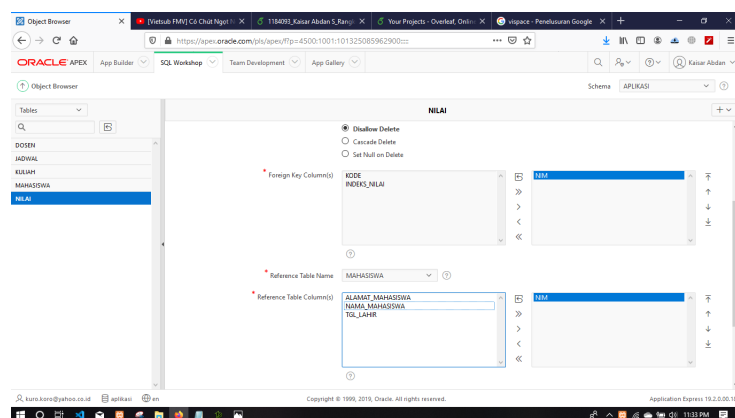 Object Browser
[Vietsub FMV] Có Chút Ngọt N
1184093_Kaisar Abdan S_Rangk
Your Projects - Overleaf, Online
vispace - Penelusuran Google
https://apex.oracle.com/pls/apex/f?p=4500:1001:101325085962900:::::
ORACLE APEX App Builder SQL Workshop Team Development App Gallery Kaisar Abdan
Object Browser Schema APLIKASI
Tables NILAI
DOSEN
JADWAL
KULIAH
MAHASISWA
NILAI
Disallow Delete
Cascade Delete
Set Null on Delete
* Foreign Key Column(s)
KODE
INDEKS_NILAI
NIM
* Reference Table Name MAHASISWA
* Reference Table Column(s)
ALAMAT_MAHASISWA
NAMA_MAHASISWA
TGL_LAHIR
NIM
kuro.koro@yahoo.co.id aplikasi en Copyright © 1999, 2019, Oracle. All rights reserved. Application Express 19.2.0.00.18
11:33 PM